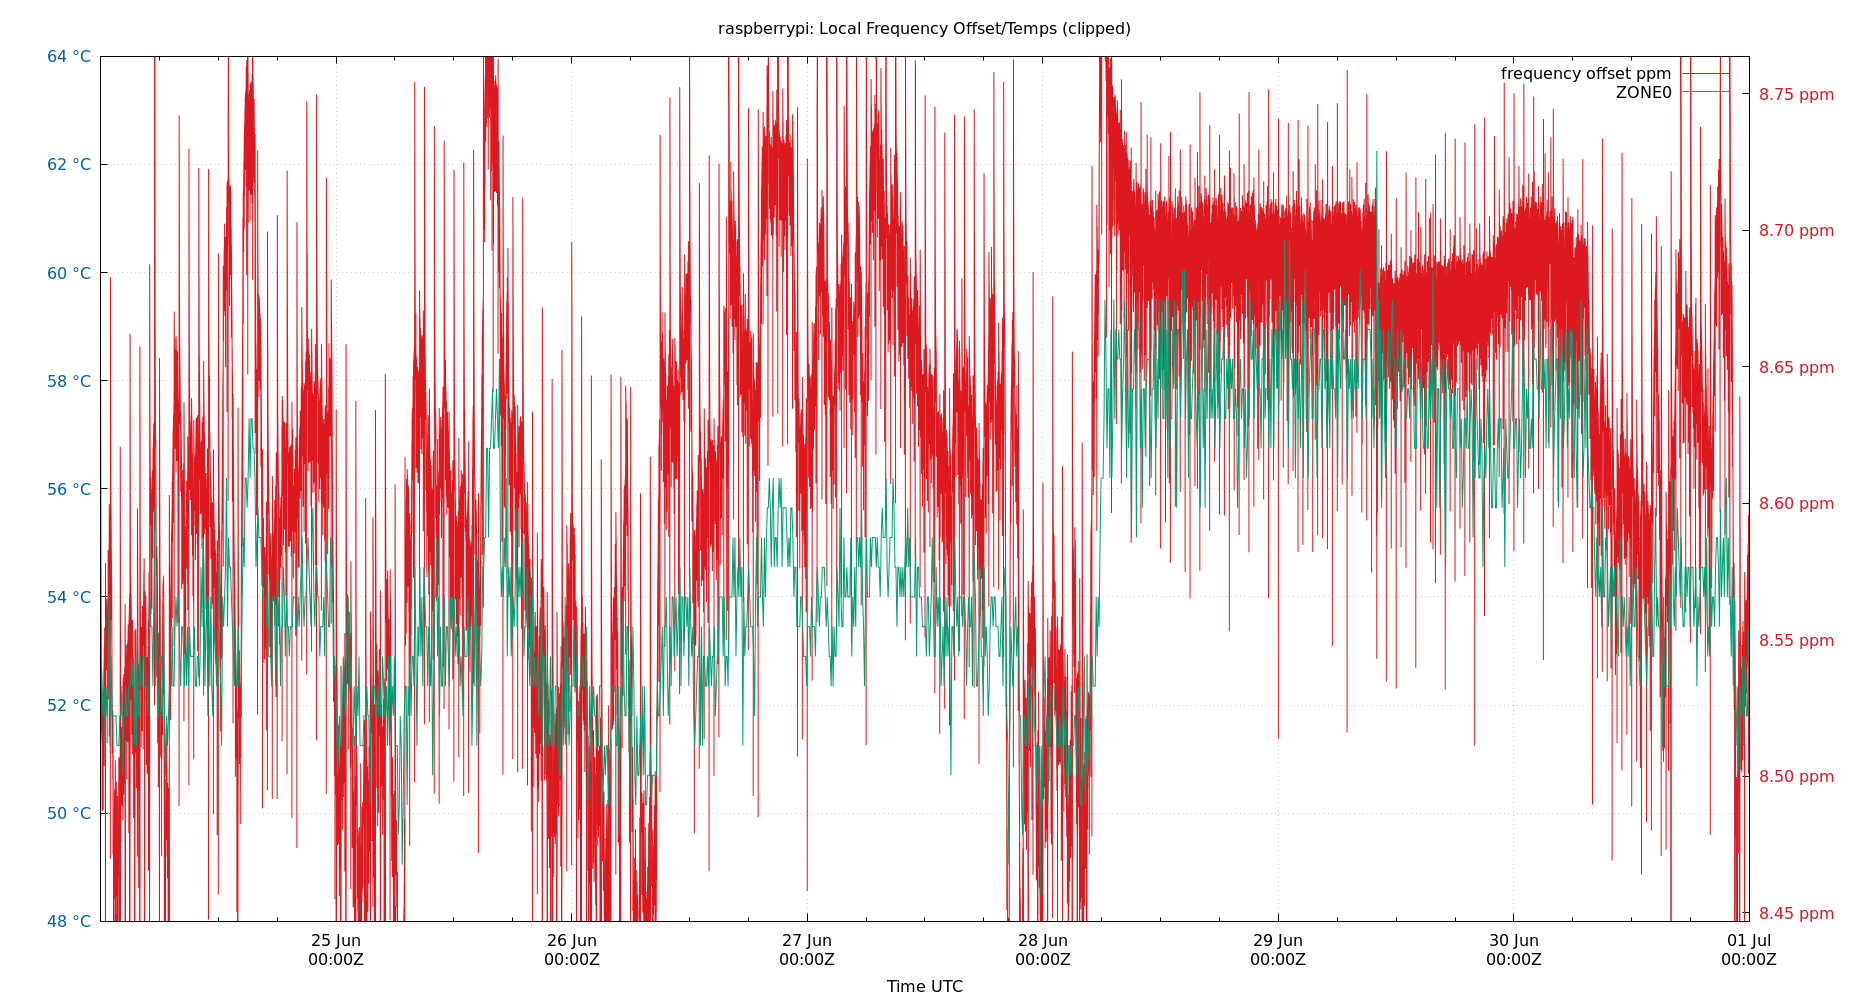 raspberrypi: Local Frequency Offset/Temps (clipped)
64 °C
62 °C
60 °C
58 °C
56 °C
54 °C
52 °C
50 °C
48 °C
frequency offset ppm
ZONE0
8.75 ppm
8.70 ppm
8.65 ppm
8.60 ppm
8.55 ppm
8.50 ppm
8.45 ppm
25 Jun
00:00Z
26 Jun
00:00Z
27 Jun
00:00Z
28 Jun
00:00Z
29 Jun
00:00Z
30 Jun
00:00Z
01 Jul
00:00Z
Time UTC